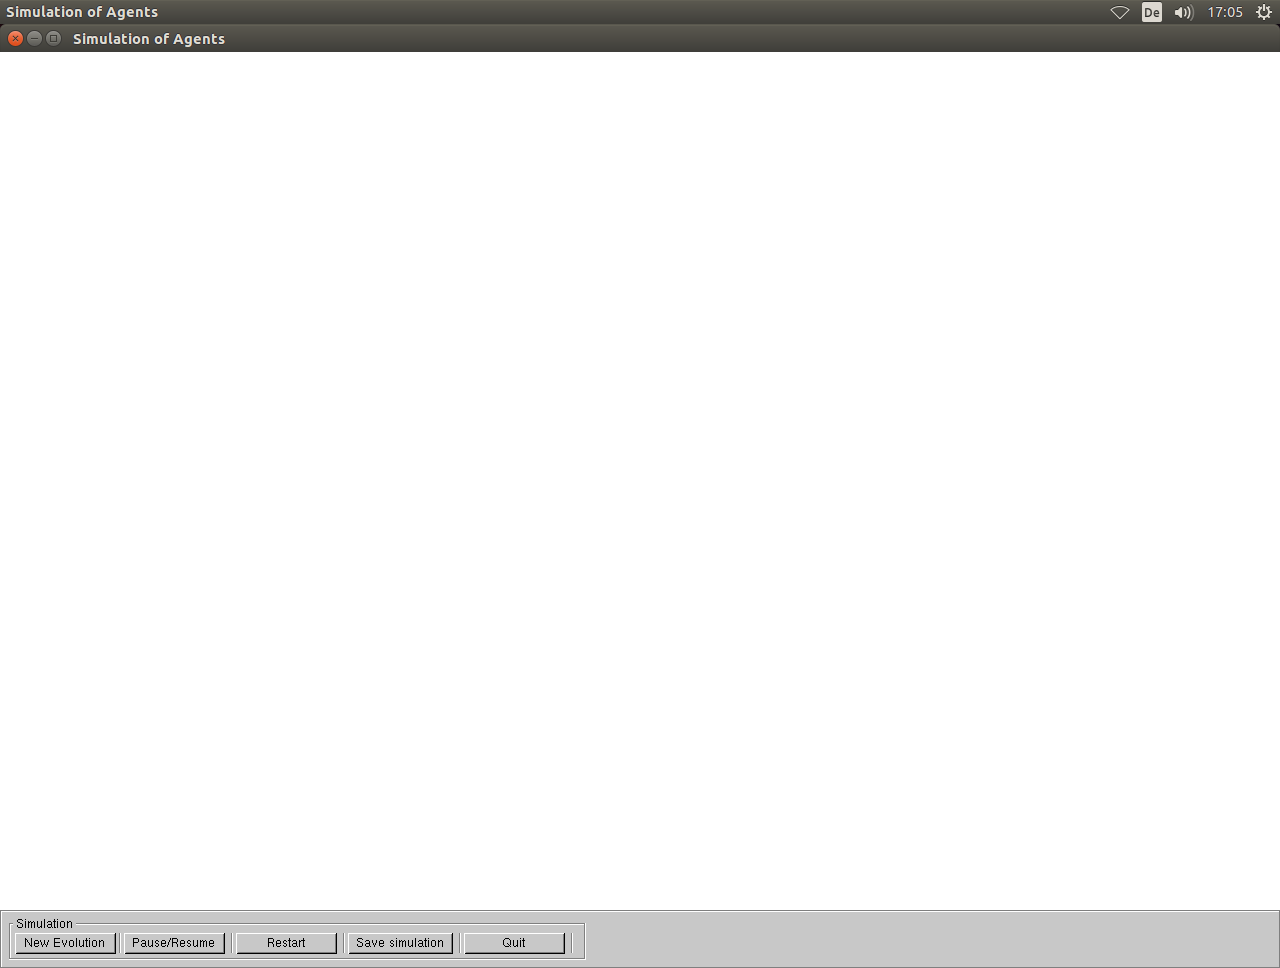 Simulation of Agents
De
17:05
Simulation of Agents
Simulation
New Evolution
Pause/Resume
Restart
Save simulation
Quit